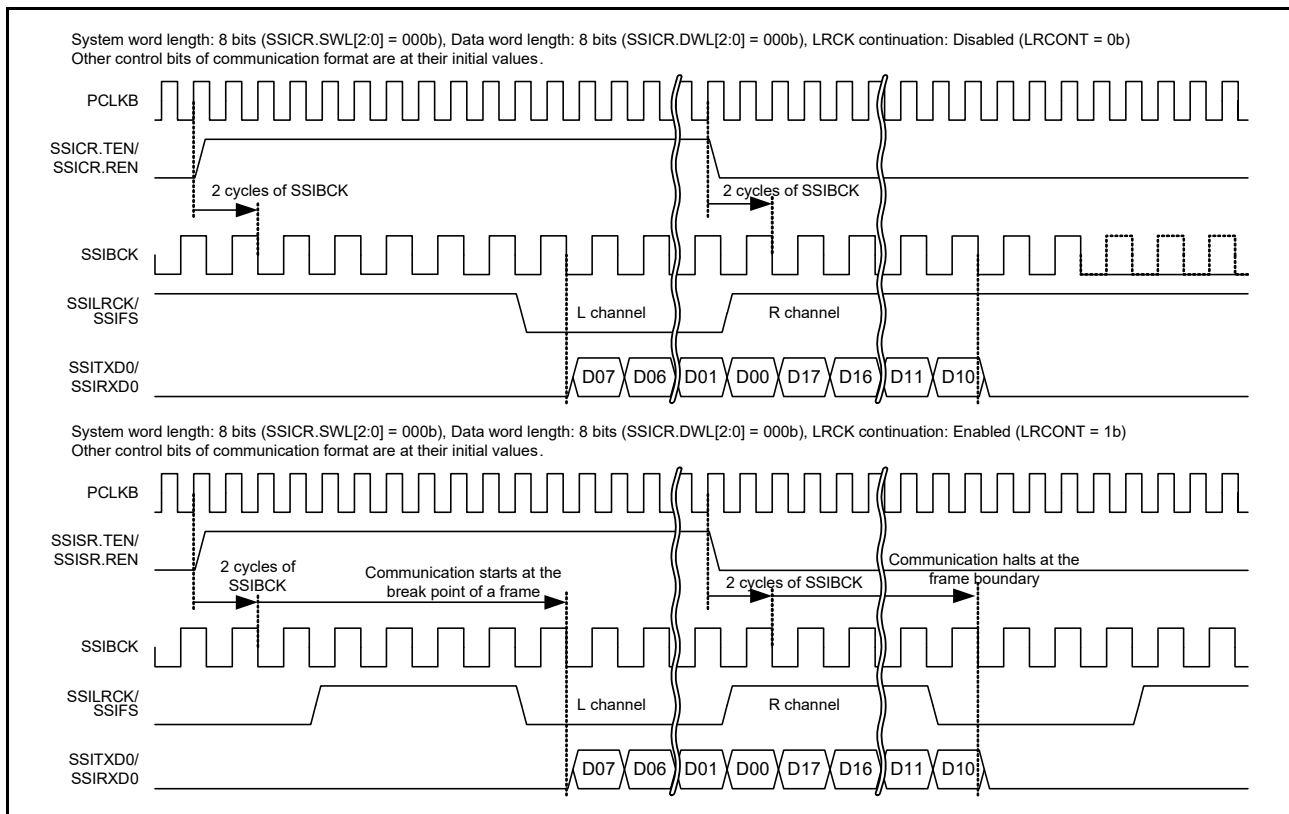 System word length: 8 bits (SSICR.SWL[2:0] = 000b), Data word length: 8 bits (SSICR.DWL[2:0] = 000b), LRCK continuation: Disabled (LRCONT = 0b)
Other control bits of communication format are at their initial values.
PCLKB
SSICR.TEN/
SSICR.REN
2 cycles of SSIBCK
2 cycles of SSIBCK
SSIBCK
SSILRCK/
SSIFS
L channel
R channel
SSITXD0/
SSIRXD0
D07 D06 D01 D00 D17 D16 D11 D10
System word length: 8 bits (SSICR.SWL[2:0] = 000b), Data word length: 8 bits (SSICR.DWL[2:0] = 000b), LRCK continuation: Enabled (LRCONT = 1b)
Other control bits of communication format are at their initial values.
PCLKB
SSISR.TEN/
SSISR.REN
2 cycles of
SSIBCK
Communication starts at the
break point of a frame
2 cycles of SSIBCK
Communication halts at the
frame boundary
SSIBCK
SSILRCK/
SSIFS
L channel
R channel
SSITXD0/
SSIRXD0
D07 D06 D01 D00 D17 D16 D11 D10